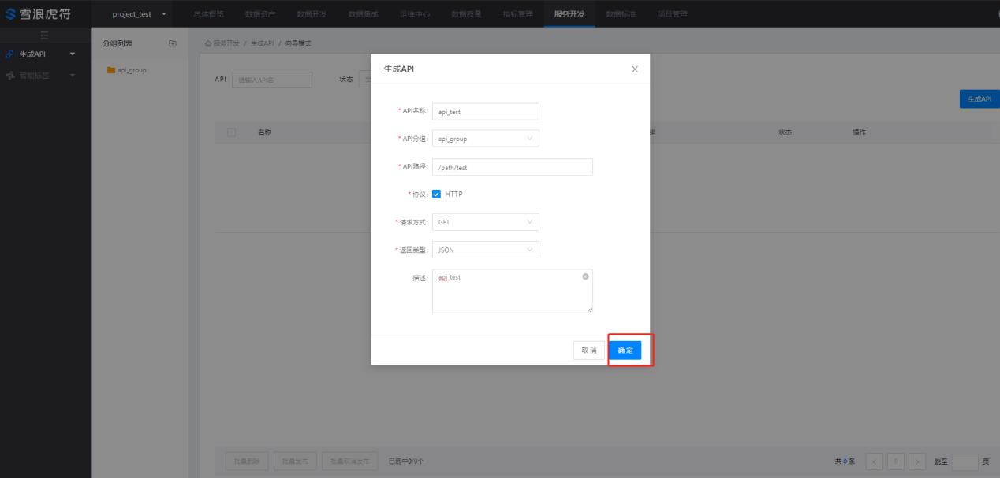 雪浪虎符 project_test 总体概览 数据资产 数据开发 数据集成 运维中心 数据质量 指标管理 服务开发 数据标准 项目管理
生成API
智能标签
分组列表
api_group
服务开发 / 生成API / 向导模式
API 请输入API名 状态 全
生成API
名称 组 状态 操作
生成API
* API名称: api_test
* API分组: api_group
* API路径: /path/test
* 协议: HTTP
* 请求方式: GET
* 返回类型: JSON
描述: api_test
取消 确定
批量删除 批量发布 批量取消发布 已选中0/0个 共 0 条 < 0 > 跳至 页